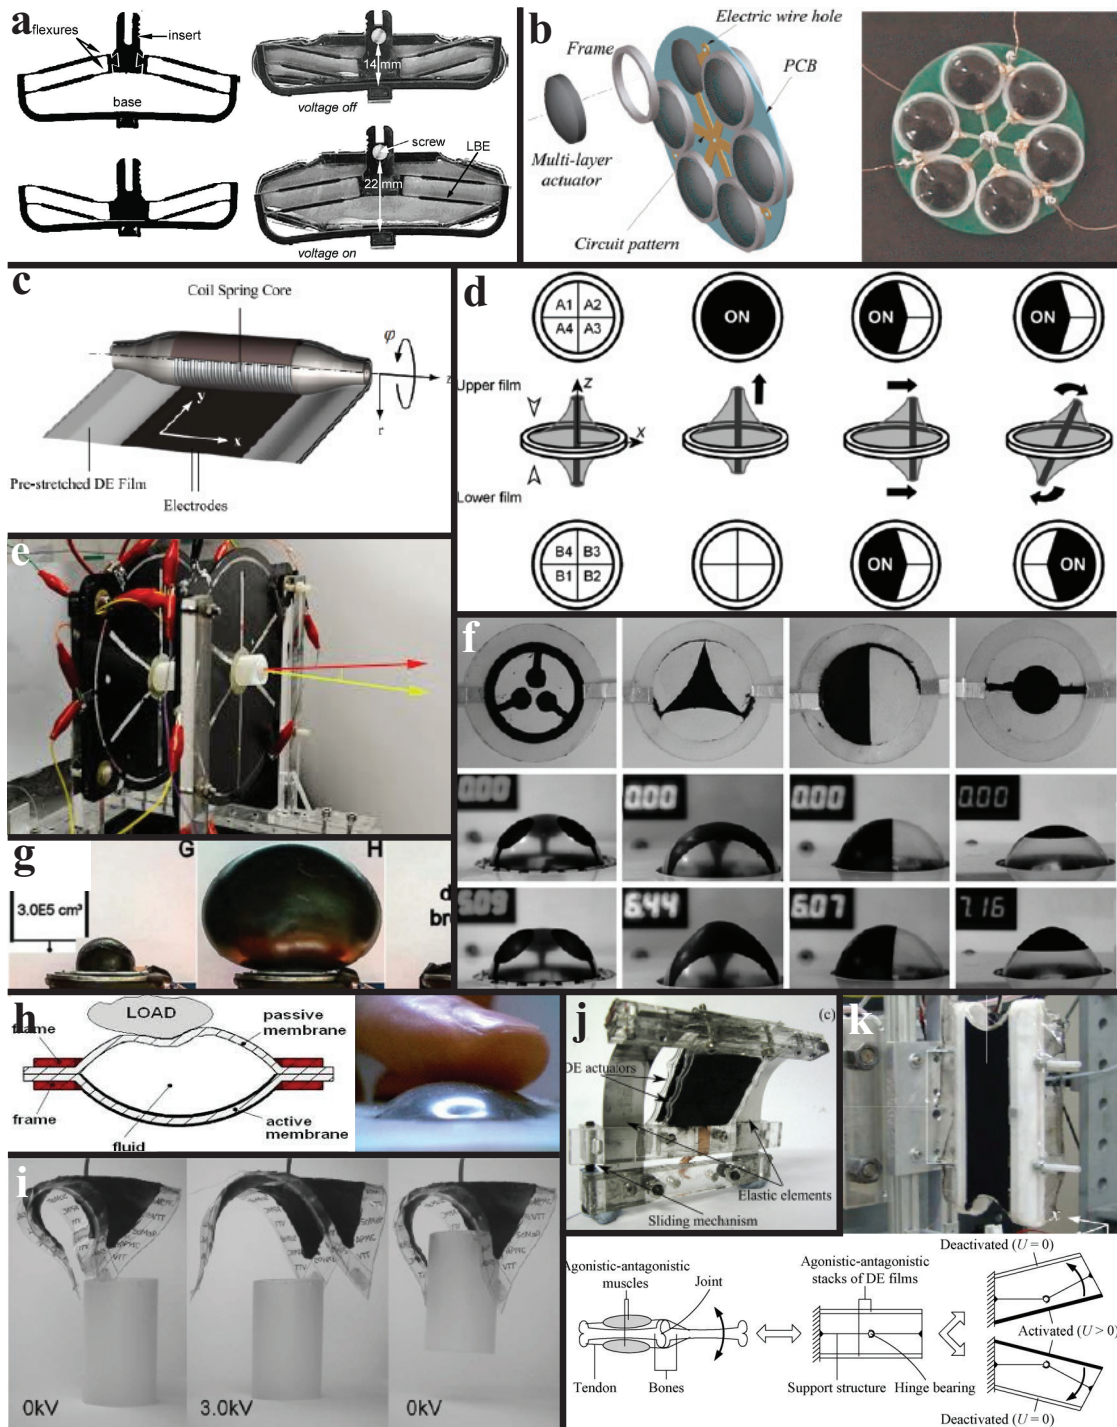 a
flexures
insert
base
14 mm
voltage off
screw
LBE
22 mm
voltage on
b
Electric wire hole
Frame
PCB
Multi-layer
actuator
Circuit pattern
c
Coil Spring Core
φ
z
y
x
r
Pre-stretched DE Film
Electrodes
d
A1 A2
A4 A3
ON
ON
ON
Upper film
Z
X
Lower film
B4 B3
B1 B2
ON
ON
e
f
0.00
0.00
0.00
0.00
5.09
6.44
6.07
7.16
g
G
H
3.0E5 cm³
d
br
h
LOAD
frame
passive
membrane
frame
active
membrane
fluid
i
0kV
3.0kV
0kV
j
(c)
DE actuators
Elastic elements
Sliding mechanism
k
x
Agonistic-antagonistic
muscles
Joint
Tendon
Bones
Agonistic-antagonistic
stacks of DE films
Support structure
Hinge bearing
Deactivated (U = 0)
Activated (U > 0)
Deactivated (U = 0)